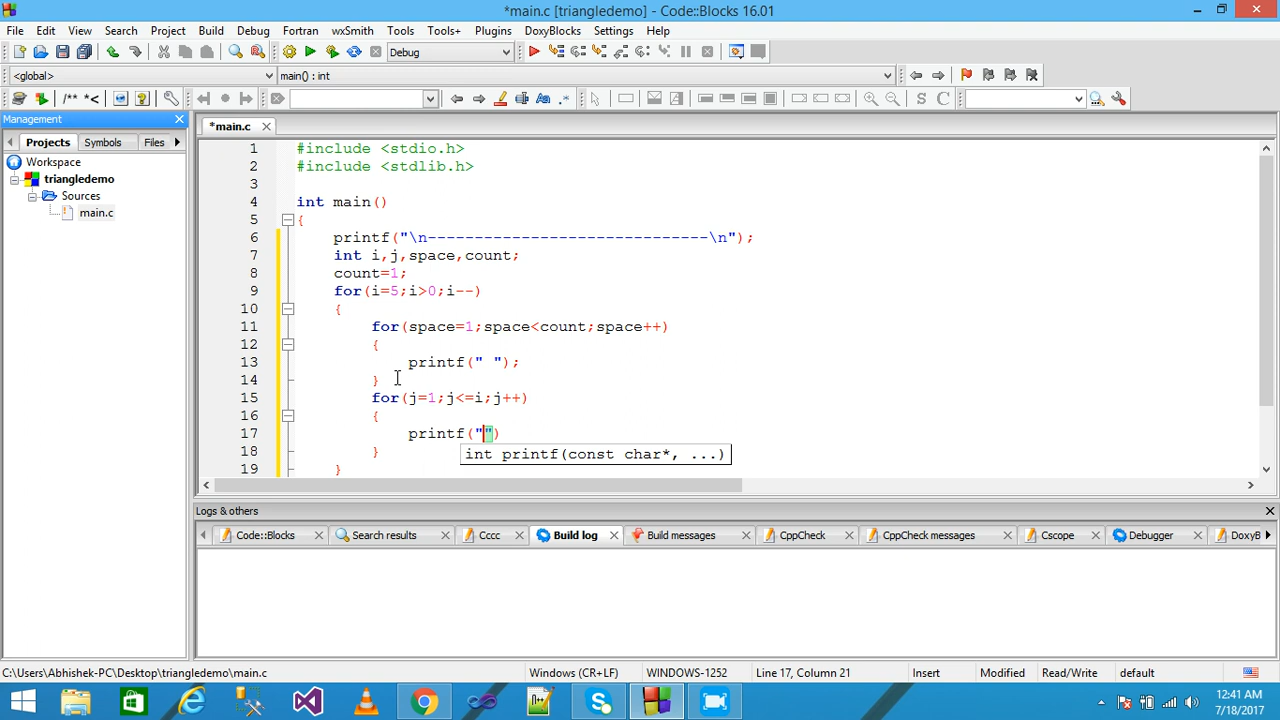 *main.c [triangledemo] - Code::Blocks 16.01
File Edit View Search Project Build Debug Fortran wxSmith Tools Tools+ Plugins DoxyBlocks Settings Help
Debug
<global> main() : int
/** *<
S C
Management
Projects Symbols Files
Workspace
triangledemo
Sources
main.c
*main.c
1 #include <stdio.h>
2 #include <stdlib.h>
3
4 int main()
5 {
6 printf("\n------------------------------\n");
7 int i,j,space,count;
8 count=1;
9 for(i=5;i>0;i--)
10 {
11 for(space=1;space<count;space++)
12 {
13 printf(" ");
14 }
15 for(j=1;j<=i;j++)
16 {
17 printf("")
18 }
int printf(const char*, ...)
19 }
Logs & others
Code::Blocks Search results Cccc Build log Build messages CppCheck CppCheck messages Cscope Debugger DoxyB
C:\Users\Abhishek-PC\Desktop\triangledemo\main.c Windows (CR+LF) WINDOWS-1252 Line 17, Column 21 Insert Modified Read/Write default
12:41 AM
7/18/2017